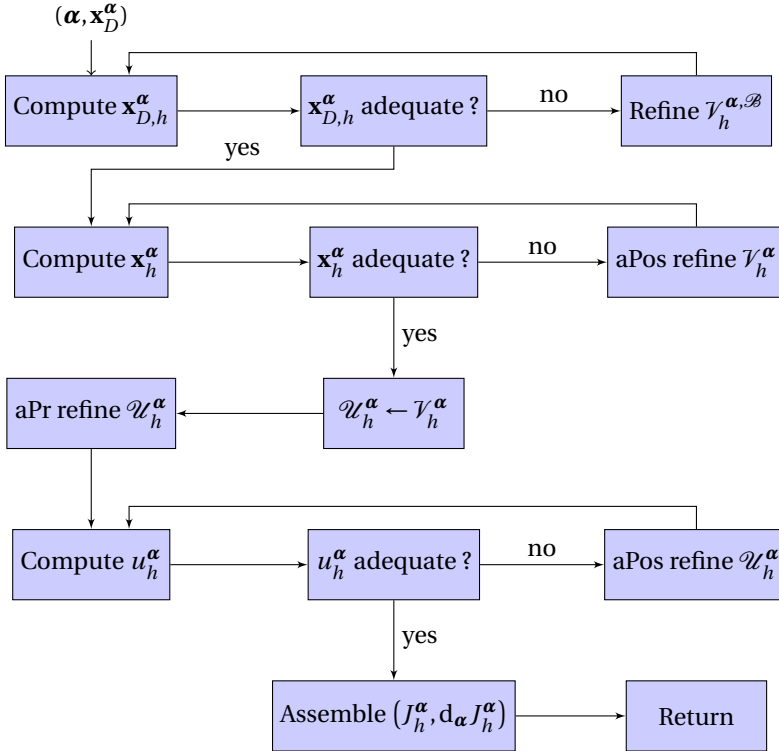 (𝜶, 𝐱_D^𝜶)
Compute 𝐱_{D,h}^𝜶
𝐱_{D,h}^𝜶 adequate ?
no
Refine 𝒱_h^{𝜶,ℬ}
yes
Compute 𝐱_h^𝜶
𝐱_h^𝜶 adequate ?
no
aPos refine 𝒱_h^𝜶
yes
aPr refine 𝒰_h^𝜶
𝒰_h^𝜶 ← 𝒱_h^𝜶
Compute u_h^𝜶
u_h^𝜶 adequate ?
no
aPos refine 𝒰_h^𝜶
yes
Assemble (J_h^𝜶, d_𝜶 J_h^𝜶)
Return